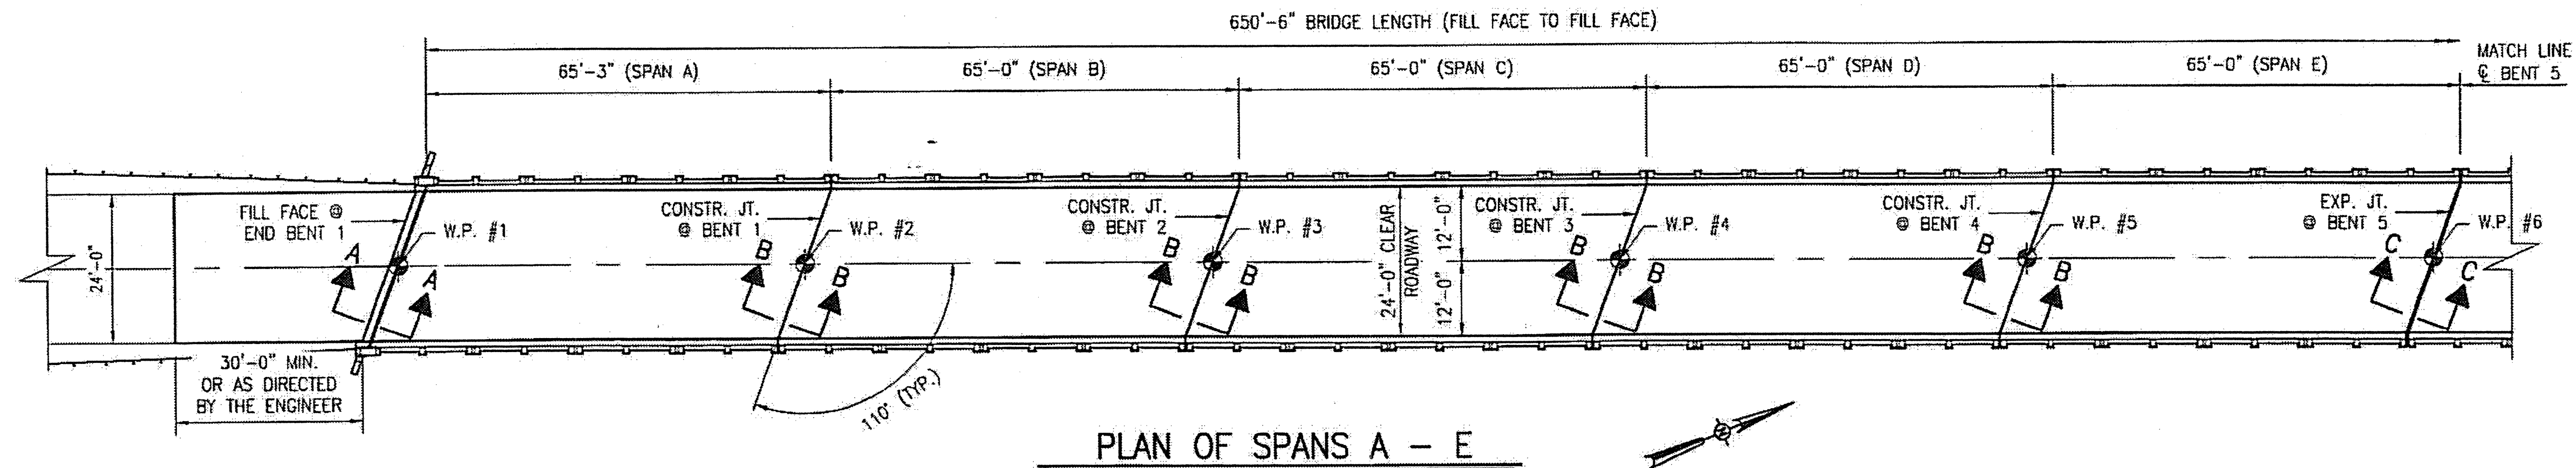 650'-6" BRIDGE LENGTH (FILL FACE TO FILL FACE)
65'-3" (SPAN A)
65'-0" (SPAN B)
65'-0" (SPAN C)
65'-0" (SPAN D)
65'-0" (SPAN E)
MATCH LINE
℄ BENT 5
24'-0"
FILL FACE @
END BENT 1
W.P. #1
A
A
CONSTR. JT.
@ BENT 1
W.P. #2
B
B
CONSTR. JT.
@ BENT 2
W.P. #3
B
B
24'-0" CLEAR
ROADWAY
12'-0"
12'-0"
CONSTR. JT.
@ BENT 3
W.P. #4
B
B
CONSTR. JT.
@ BENT 4
W.P. #5
B
B
EXP. JT.
@ BENT 5
W.P. #6
C
C
30'-0" MIN.
OR AS DIRECTED
BY THE ENGINEER
110° (TYP.)
PLAN OF SPANS A - E
N